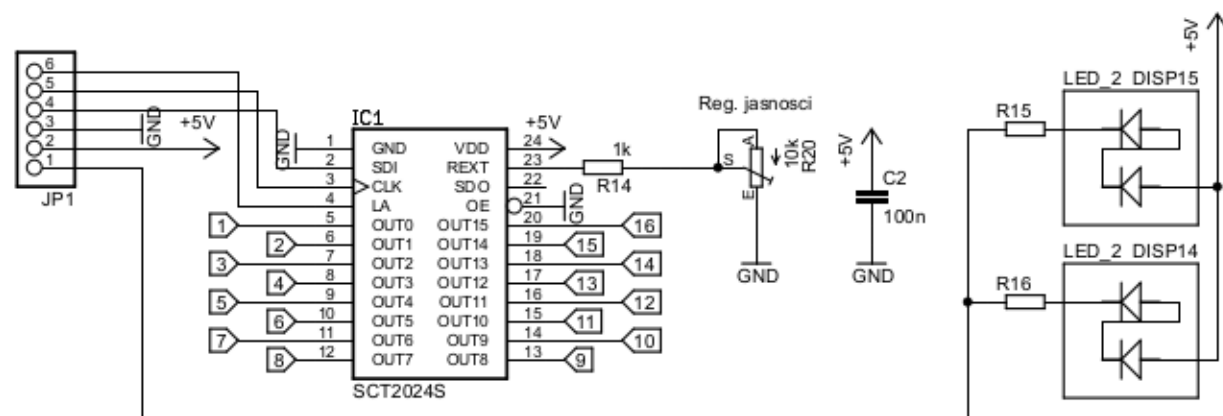 6
5
4
3
2
1
JP1
GND
+5V
IC1
GND
1 GND VDD 24 +5V
2 SDI REXT 23
3 CLK SDO 22
4 LA OE 21 GND
5 OUT0 OUT15 20
6 OUT1 OUT14 19
7 OUT2 OUT13 18
8 OUT3 OUT12 17
9 OUT4 OUT11 16
10 OUT5 OUT10 15
11 OUT6 OUT9 14
12 OUT7 OUT8 13
SCT2024S
1
2
3
4
5
6
7
8
16
15
14
13
12
11
10
9
1k
R14
Reg. jasnosci
A
S
E
10k
R20
GND
+5V
C2
100n
GND
+5V
LED_2 DISP15
R15
LED_2 DISP14
R16